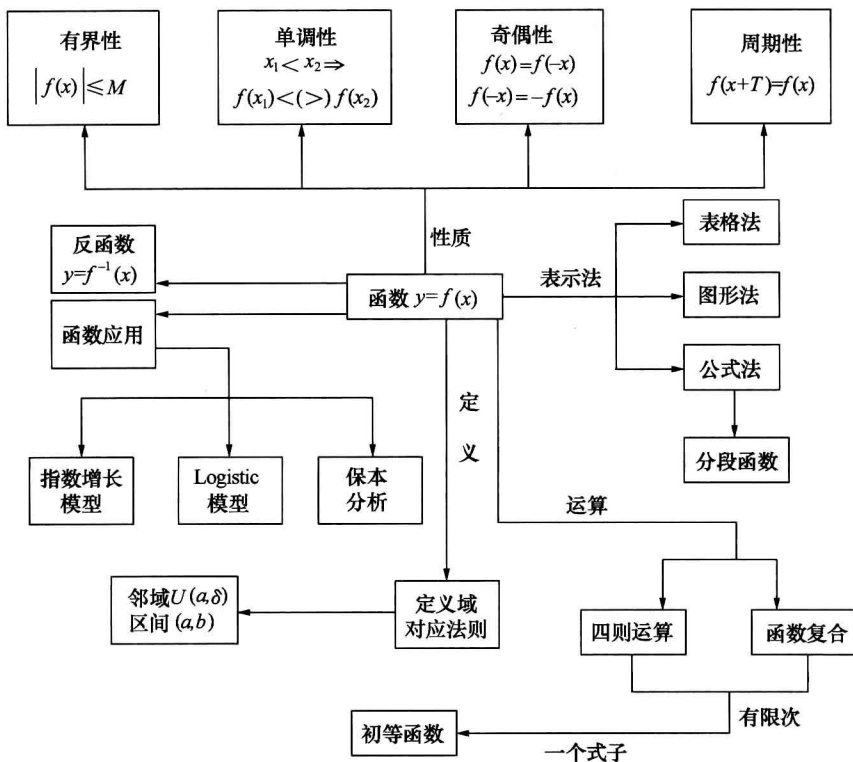 有界性
|f(x)|≤M
单调性
x₁< x₂⇒
f(x₁)<(>) f(x₂)
奇偶性
f(x)=f(−x)
f(−x)=−f(x)
周期性
f(x+T)=f(x)
性质
反函数
y=f⁻¹(x)
函数 y=f(x)
表示法
表格法
图形法
公式法
分段函数
函数应用
指数增长
模型
Logistic
模型
保本
分析
定
义
运算
邻域U(a,δ)
区间(a,b)
定义域
对应法则
四则运算
函数复合
有限次
初等函数
一个式子